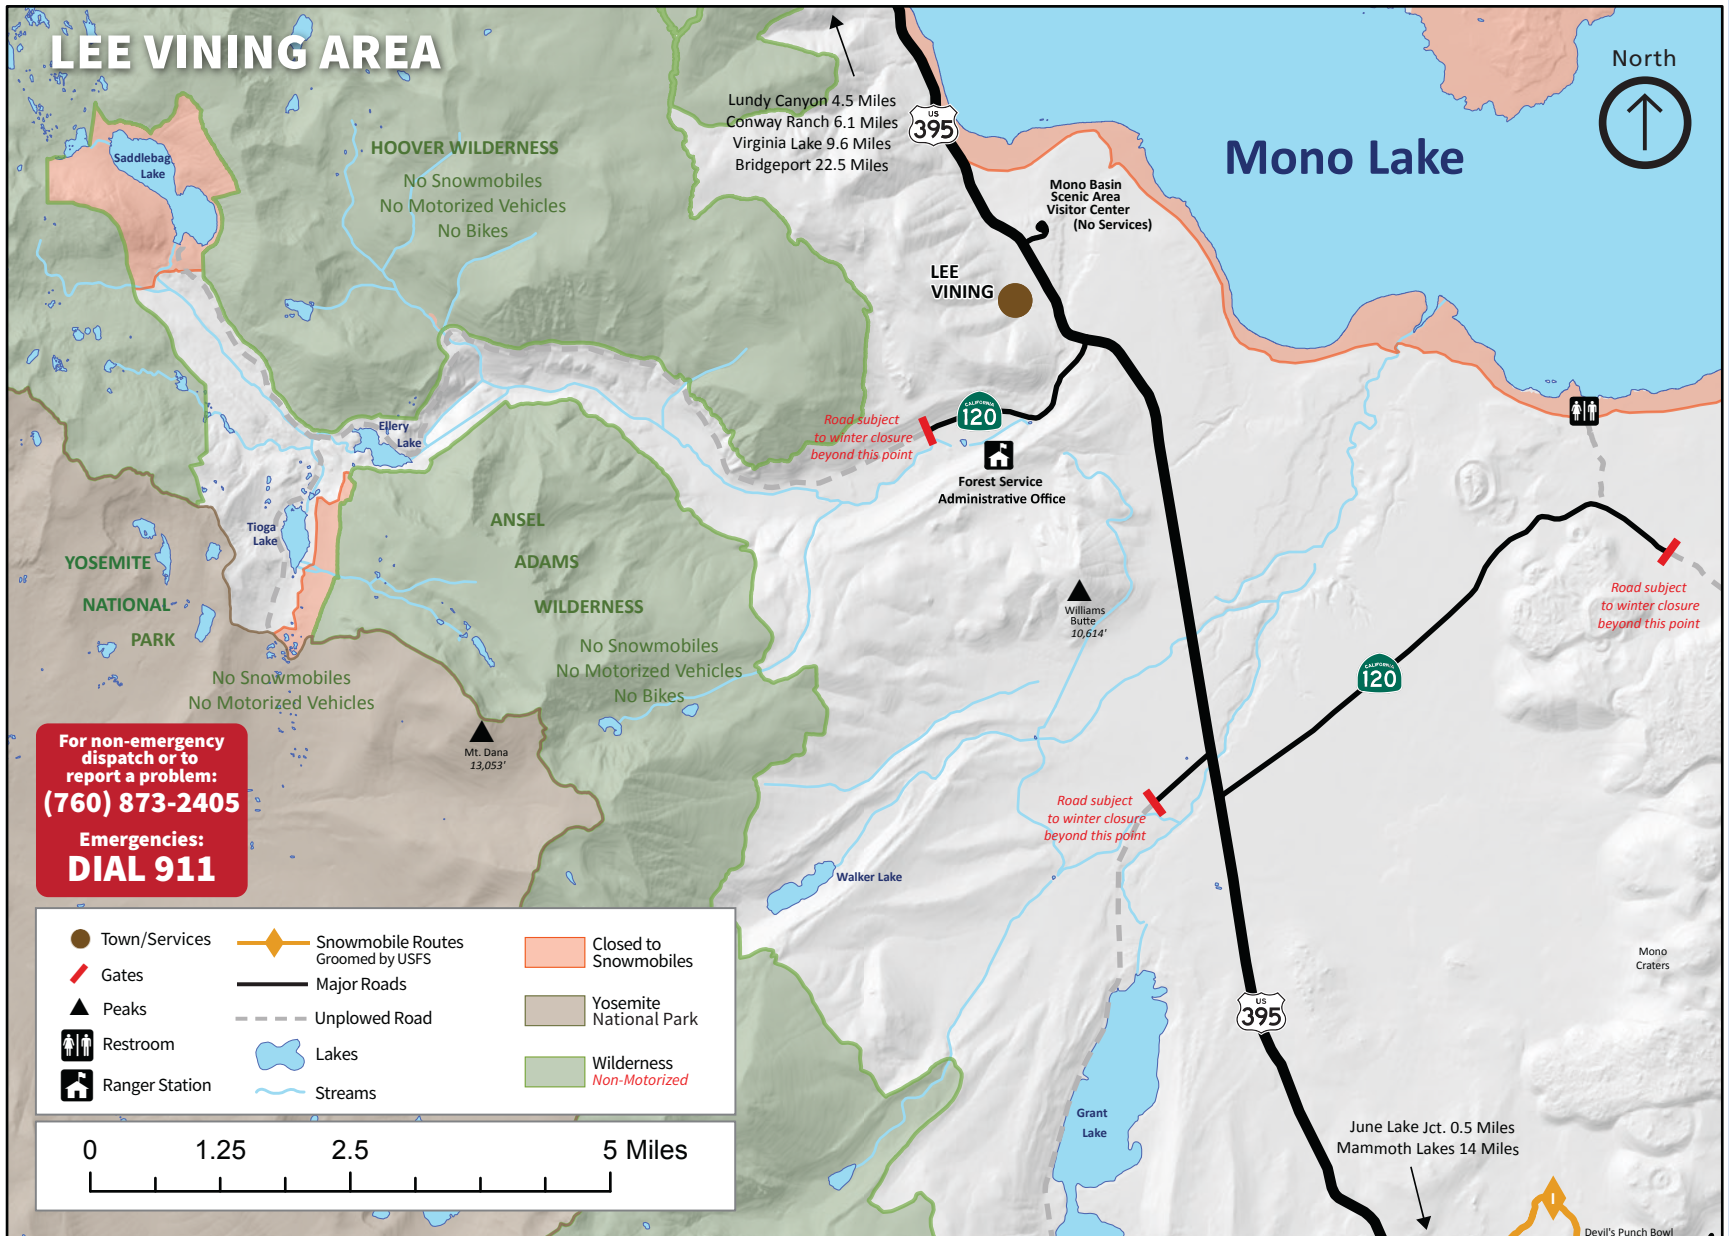 LEE VINING AREA
North
Lundy Canyon 4.5 Miles
Conway Ranch 6.1 Miles
Virginia Lake 9.6 Miles
Bridgeport 22.5 Miles
US
395
Mono Lake
Saddlebag
Lake
HOOVER WILDERNESS
No Snowmobiles
No Motorized Vehicles
No Bikes
Mono Basin
Scenic Area
Visitor Center
(No Services)
LEE
VINING
CALIFORNIA
120
Road subject
to winter closure
beyond this point
Ellery
Lake
Forest Service
Administrative Office
Tioga
Lake
ANSEL
ADAMS
WILDERNESS
No Snowmobiles
No Motorized Vehicles
No Bikes
YOSEMITE
NATIONAL
PARK
No Snowmobiles
No Motorized Vehicles
Williams
Butte
10,614'
Road subject
to winter closure
beyond this point
CALIFORNIA
120
Mt. Dana
13,053'
For non-emergency
dispatch or to
report a problem:
(760) 873-2405
Emergencies:
DIAL 911
Road subject
to winter closure
beyond this point
Walker Lake
Mono
Craters
US
395
Grant
Lake
June Lake Jct. 0.5 Miles
Mammoth Lakes 14 Miles
Devil's Punch Bowl
Town/Services
Gates
Peaks
Restroom
Ranger Station
Snowmobile Routes
Groomed by USFS
Major Roads
Unplowed Road
Lakes
Streams
Closed to
Snowmobiles
Yosemite
National Park
Wilderness
Non-Motorized
0 1.25 2.5 5 Miles